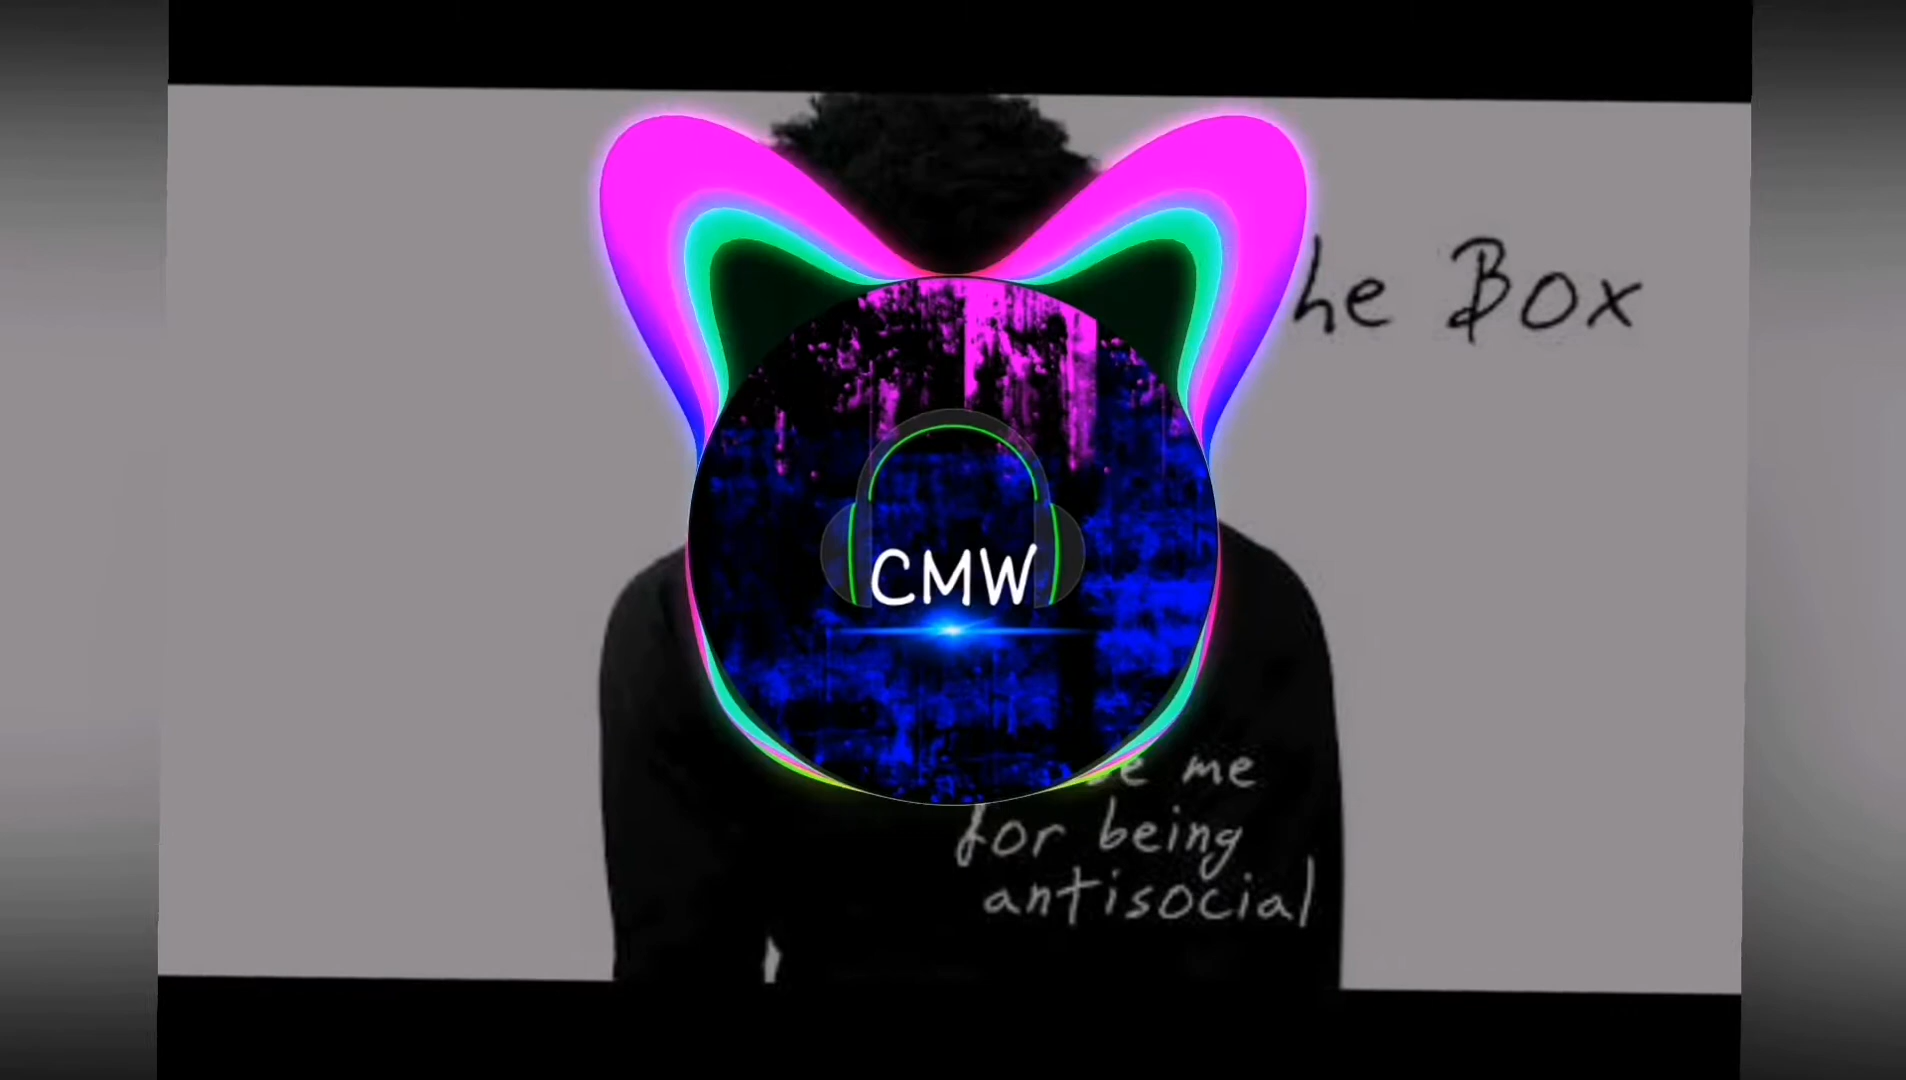 he Box
CMW
me
for being
antisocial